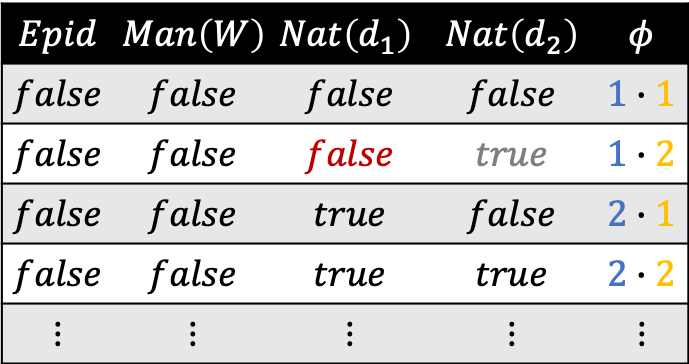 Epid Man(W) Nat(d₁) Nat(d₂) ϕ
false false false false 1 · 1
false false false true 1 · 2
false false true false 2 · 1
false false true true 2 · 2
⋮ ⋮ ⋮ ⋮ ⋮